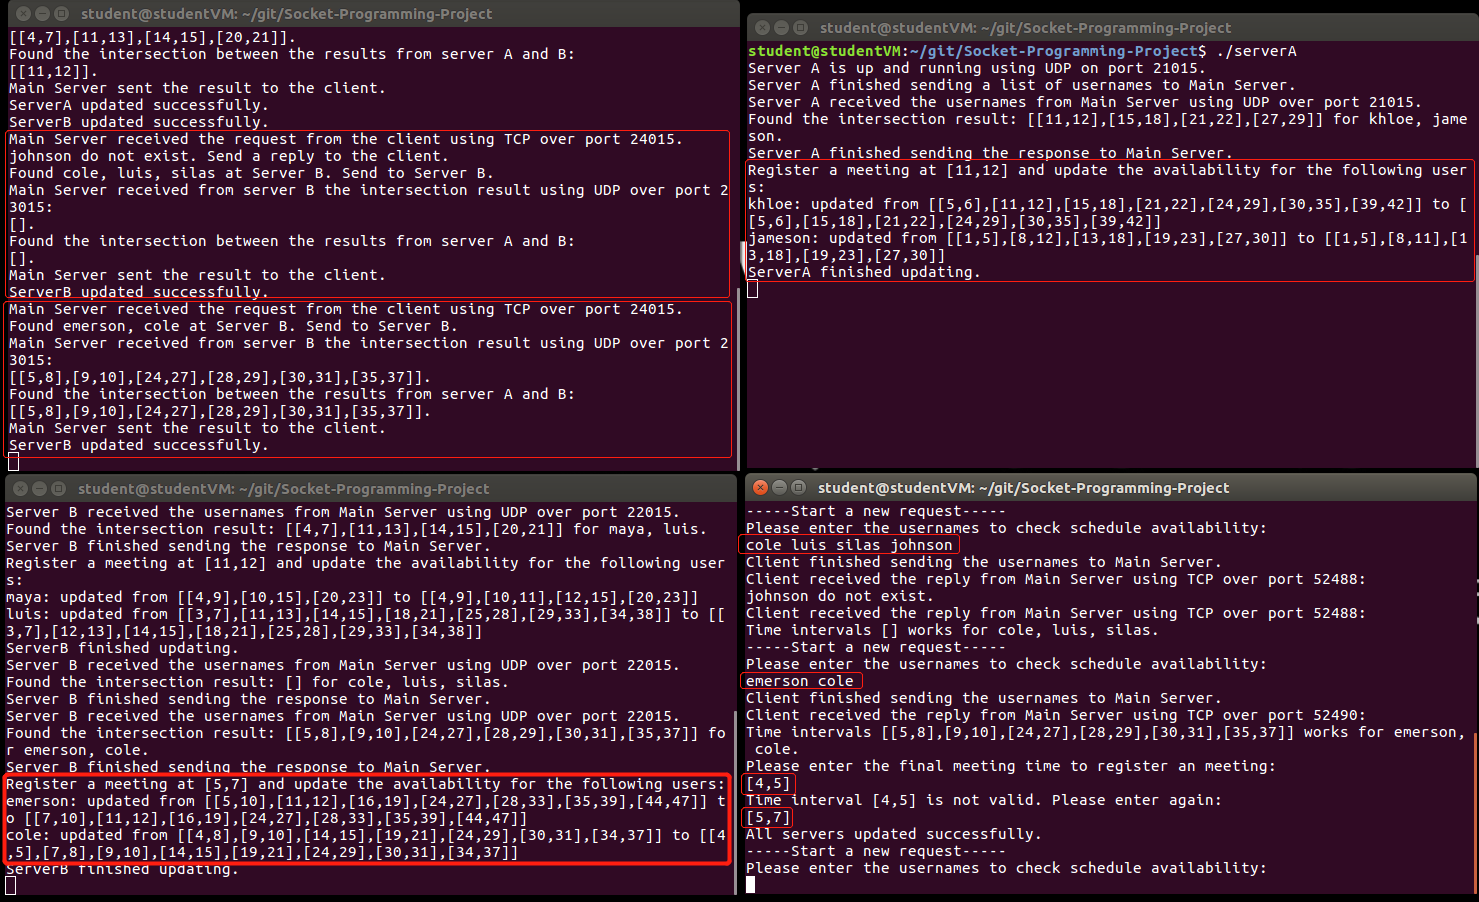 student@studentVM: ~/git/Socket-Programming-Project
[[4,7],[11,13],[14,15],[20,21]].
Found the intersection between the results from server A and B:
[[11,12]].
Main Server sent the result to the client.
ServerA updated successfully.
ServerB updated successfully.
Main Server received the request from the client using TCP over port 24015.
johnson do not exist. Send a reply to the client.
Found cole, luis, silas at Server B. Send to Server B.
Main Server received from server B the intersection result using UDP over port 2
3015:
[].
Found the intersection between the results from server A and B:
[].
Main Server sent the result to the client.
ServerB updated successfully.
Main Server received the request from the client using TCP over port 24015.
Found emerson, cole at Server B. Send to Server B.
Main Server received from server B the intersection result using UDP over port 2
3015:
[[5,8],[9,10],[24,27],[28,29],[30,31],[35,37]].
Found the intersection between the results from server A and B:
[[5,8],[9,10],[24,27],[28,29],[30,31],[35,37]].
Main Server sent the result to the client.
ServerB updated successfully.
student@studentVM: ~/git/Socket-Programming-Project
student@studentVM:~/git/Socket-Programming-Project$ ./serverA
Server A is up and running using UDP on port 21015.
Server A finished sending a list of usernames to Main Server.
Server A received the usernames from Main Server using UDP over port 21015.
Found the intersection result: [[11,12],[15,18],[21,22],[27,29]] for khloe, jame
son.
Server A finished sending the response to Main Server.
Register a meeting at [11,12] and update the availability for the following user
s:
khloe: updated from [[5,6],[11,12],[15,18],[21,22],[24,29],[30,35],[39,42]] to [
[5,6],[15,18],[21,22],[24,29],[30,35],[39,42]]
jameson: updated from [[1,5],[8,12],[13,18],[19,23],[27,30]] to [[1,5],[8,11],[1
3,18],[19,23],[27,30]]
ServerA finished updating.
student@studentVM: ~/git/Socket-Programming-Project
Server B received the usernames from Main Server using UDP over port 22015.
Found the intersection result: [[4,7],[11,13],[14,15],[20,21]] for maya, luis.
Server B finished sending the response to Main Server.
Register a meeting at [11,12] and update the availability for the following user
s:
maya: updated from [[4,9],[10,15],[20,23]] to [[4,9],[10,11],[12,15],[20,23]]
luis: updated from [[3,7],[11,13],[14,15],[18,21],[25,28],[29,33],[34,38]] to [[
3,7],[12,13],[14,15],[18,21],[25,28],[29,33],[34,38]]
ServerB finished updating.
Server B received the usernames from Main Server using UDP over port 22015.
Found the intersection result: [] for cole, luis, silas.
Server B finished sending the response to Main Server.
Server B received the usernames from Main Server using UDP over port 22015.
Found the intersection result: [[5,8],[9,10],[24,27],[28,29],[30,31],[35,37]] fo
r emerson, cole.
Server B finished sending the response to Main Server.
Register a meeting at [5,7] and update the availability for the following users:
emerson: updated from [[5,10],[11,12],[16,19],[24,27],[28,33],[35,39],[44,47]] t
o [[7,10],[11,12],[16,19],[24,27],[28,33],[35,39],[44,47]]
cole: updated from [[4,8],[9,10],[14,15],[19,21],[24,29],[30,31],[34,37]] to [[4
,5],[7,8],[9,10],[14,15],[19,21],[24,29],[30,31],[34,37]]
ServerB finished updating.
student@studentVM: ~/git/Socket-Programming-Project
-----Start a new request-----
Please enter the usernames to check schedule availability:
cole luis silas johnson
Client finished sending the usernames to Main Server.
Client received the reply from Main Server using TCP over port 52488:
johnson do not exist.
Client received the reply from Main Server using TCP over port 52488:
Time intervals [] works for cole, luis, silas.
-----Start a new request-----
Please enter the usernames to check schedule availability:
emerson cole
Client finished sending the usernames to Main Server.
Client received the reply from Main Server using TCP over port 52490:
Time intervals [[5,8],[9,10],[24,27],[28,29],[30,31],[35,37]] works for emerson,
 cole.
Please enter the final meeting time to register an meeting:
[4,5]
Time interval [4,5] is not valid. Please enter again:
[5,7]
All servers updated successfully.
-----Start a new request-----
Please enter the usernames to check schedule availability: